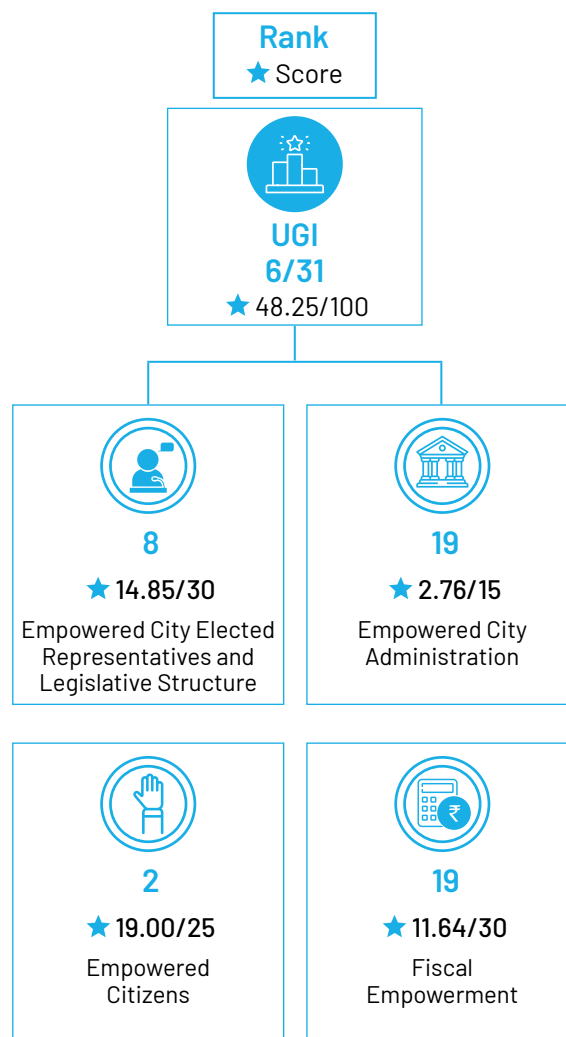 Rank
★ Score
UGI
6/31
★ 48.25/100
8
★ 14.85/30
Empowered City Elected
Representatives and
Legislative Structure
19
★ 2.76/15
Empowered City
Administration
2
★ 19.00/25
Empowered
Citizens
₹
19
★ 11.64/30
Fiscal
Empowerment